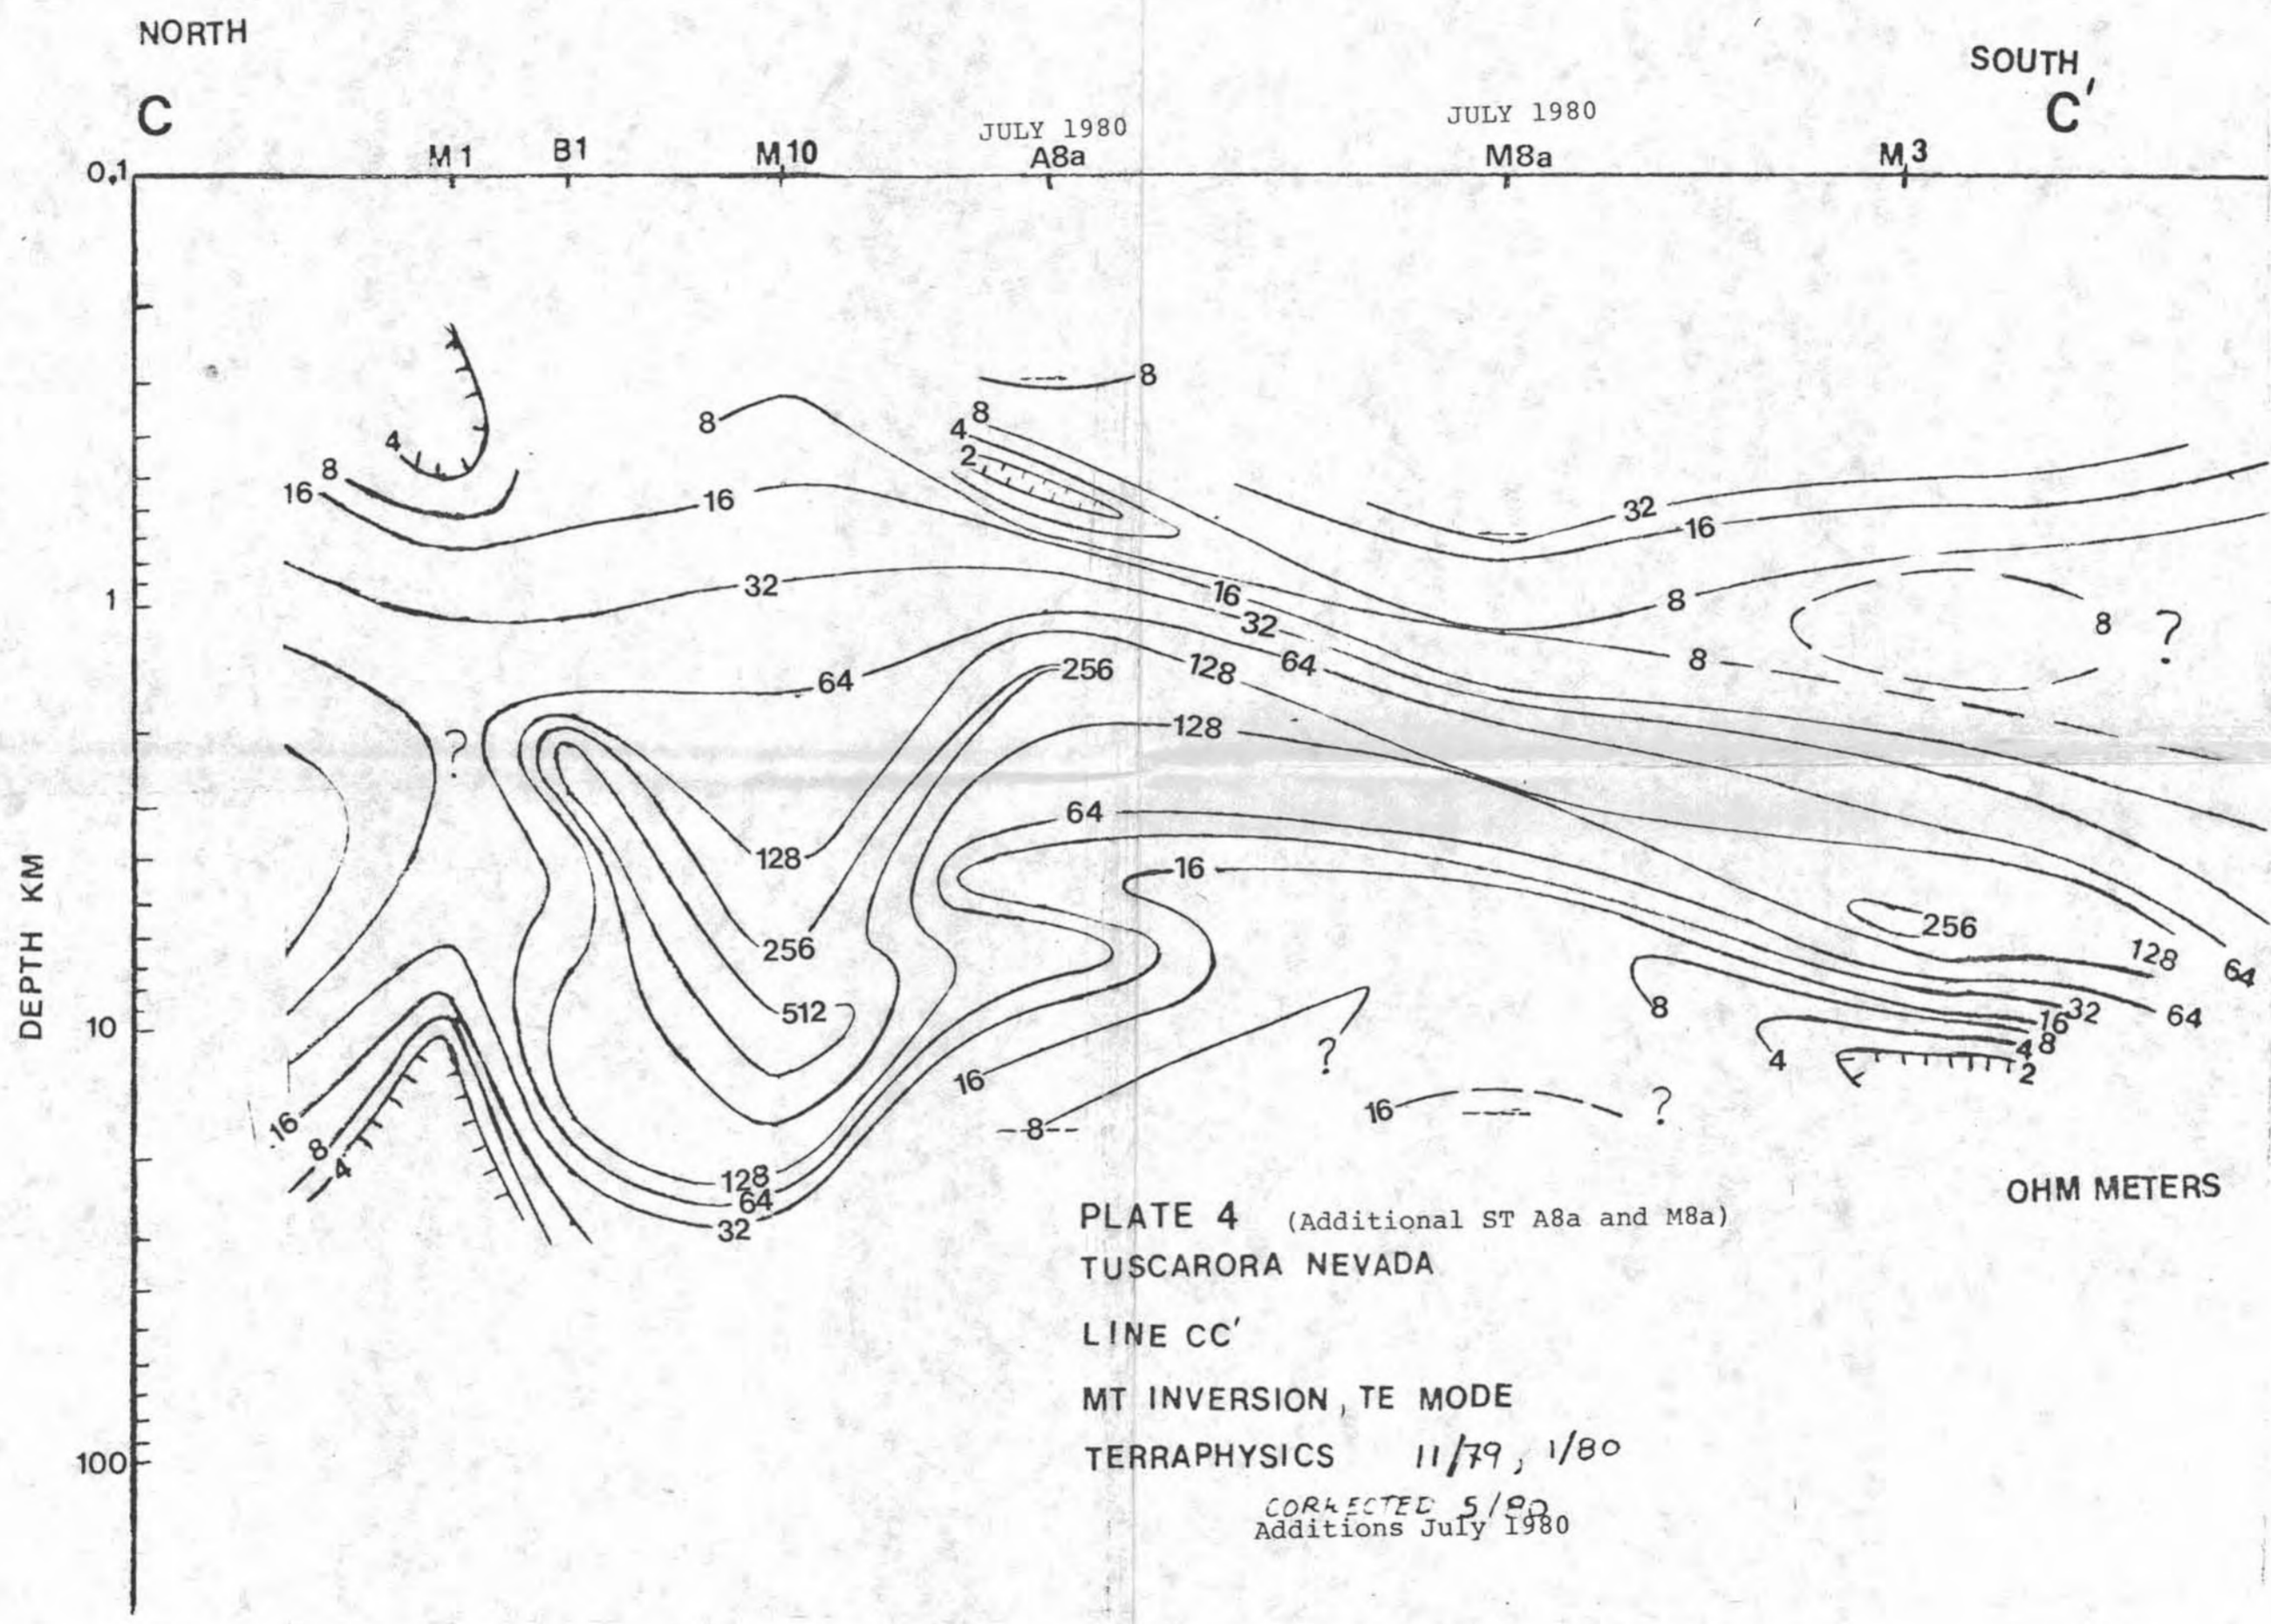 NORTH
SOUTH
C
C'
JULY 1980
JULY 1980
M1
B1
M10
A8a
M8a
M3
0.1
8
8
8
4
4
2
8
16
16
32
16
32
1
16
8
8
?
32
8
64
256
128
64
?
128
64
128
16
256
256
128
64
DEPTH KM
10
512
8
32
16
64
?
4
4 8
2
16
16
?
16
8
8
4
128
64
32
OHM METERS
PLATE 4 (Additional ST A8a and M8a)
TUSCARORA NEVADA
LINE CC'
MT INVERSION, TE MODE
TERRAPHYSICS 11/79, 1/80
100
CORRECTED 5/80
Additions July 1980